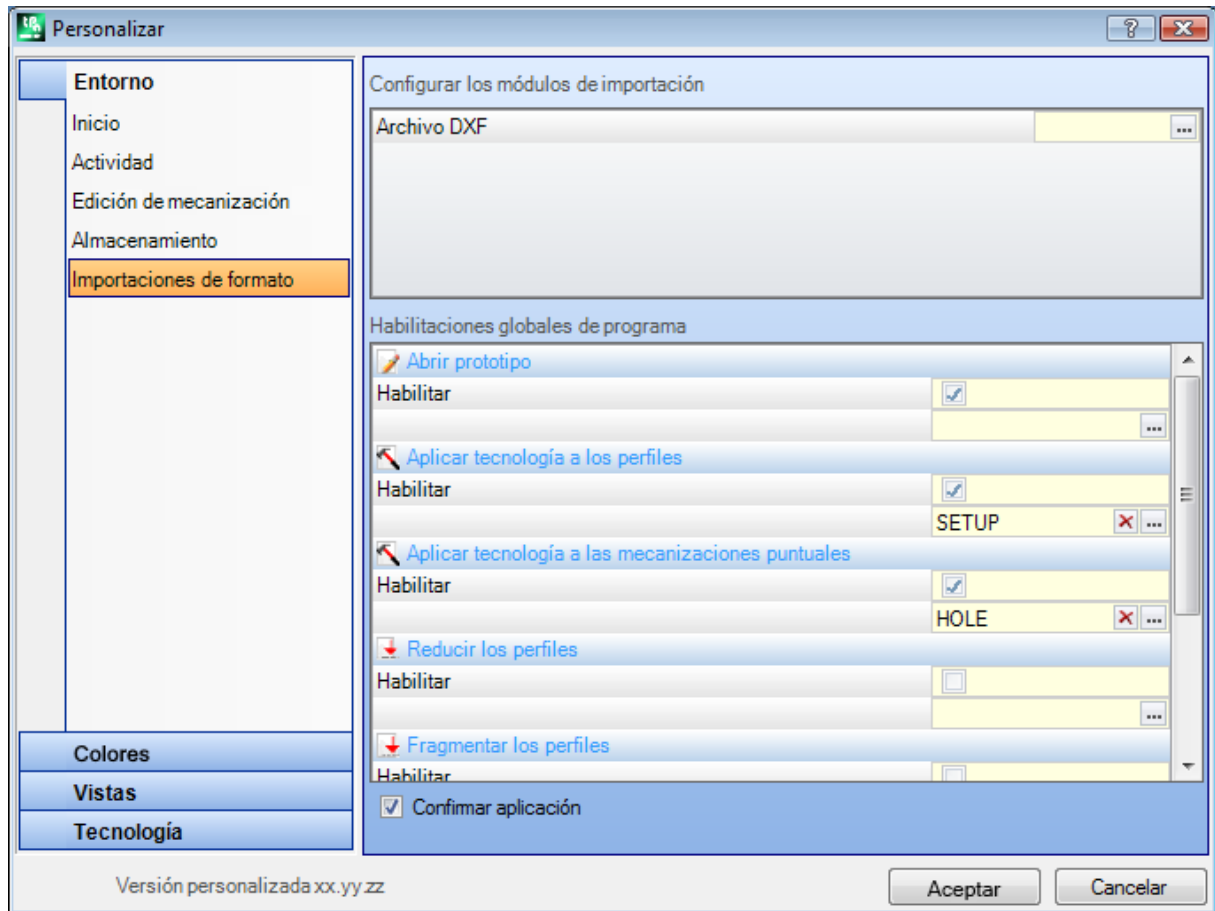 Personalizar
Entorno
Inicio
Actividad
Edición de mecanización
Almacenamiento
Importaciones de formato
Colores
Vistas
Tecnología
Configurar los módulos de importación
Archivo DXF ...
Habilitaciones globales de programa
Abrir prototipo
Habilitar
...
Aplicar tecnología a los perfiles
Habilitar
SETUP ...
Aplicar tecnología a las mecanizaciones puntuales
Habilitar
HOLE ...
Reducir los perfiles
Habilitar
...
Fragmentar los perfiles
Habilitar
Confirmar aplicación
Versión personalizada xx.yy.zz
Aceptar
Cancelar